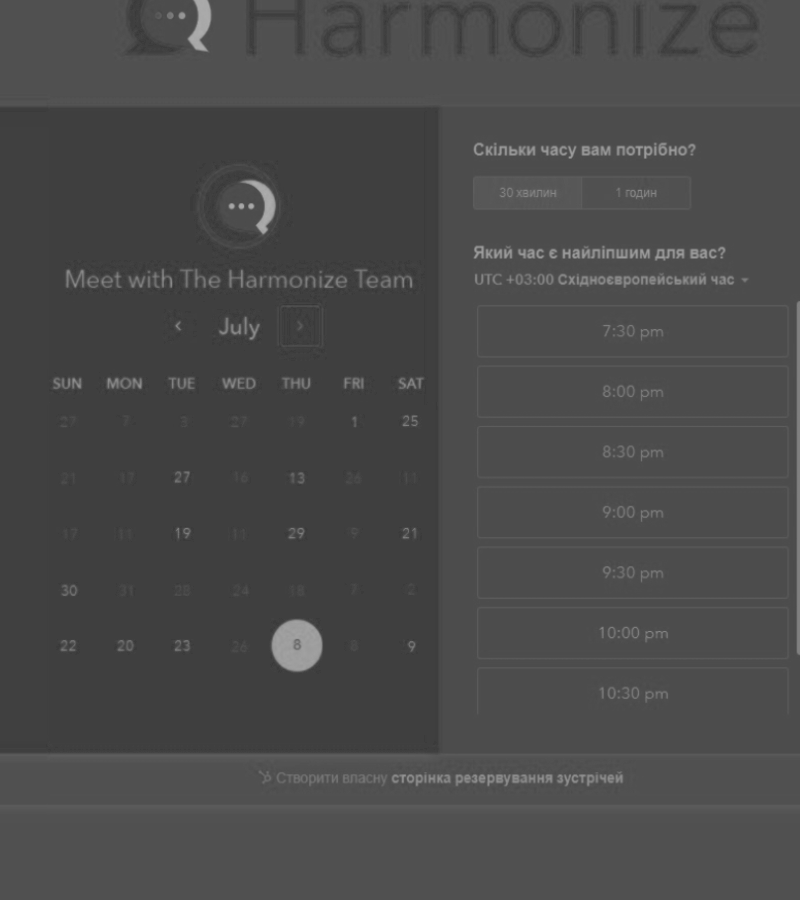 Harmonize
Meet with The Harmonize Team
July
SUN MON TUE WED THU FRI SAT
27 7 3 27 19 1 25
21 17 27 16 13 26 11
17 11 19 11 29 9 21
30 31 28 24 18 7 2
22 20 23 26 8 8 9
Скільки часу вам потрібно?
30 хвилин 1 годин
Який час є найліпшим для вас?
UTC +03:00 Східноєвропейський час
7:30 pm
8:00 pm
8:30 pm
9:00 pm
9:30 pm
10:00 pm
10:30 pm
Створити власну сторінка резервування зустрічей